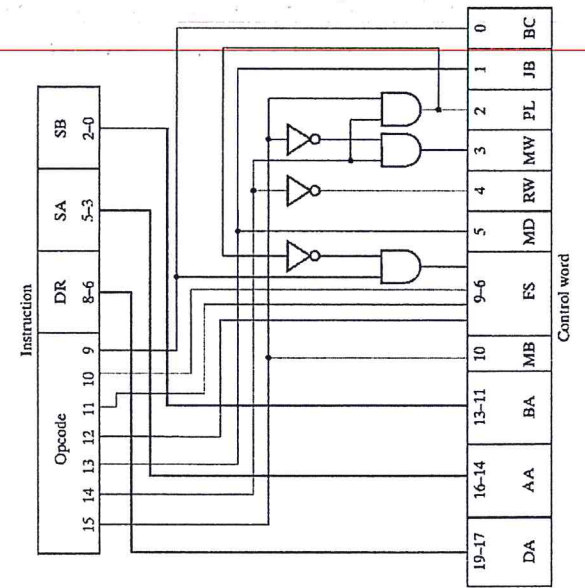 Instruction
Opcode DR SA SB
15 14 13 12 11 10 9 8–6 5–3 2–0
19–17 16–14 13–11 10 9–6 5 4 3 2 1 0
DA AA BA MB FS MD RW MW PL JB BC
Control word